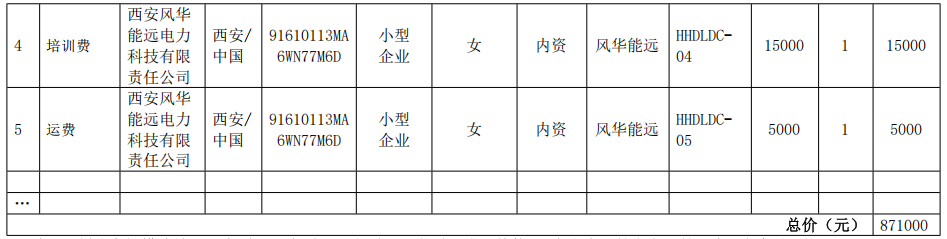 4 培训费 西安风华能远电力科技有限责任公司 西安/中国 91610113MA6WN77M6D 小型企业 女 内资 风华能远 HHDLDC-04 15000 1 15000
5 运费 西安风华能远电力科技有限责任公司 西安/中国 91610113MA6WN77M6D 小型企业 女 内资 风华能远 HHDLDC-05 5000 1 5000
…
总价（元） 871000